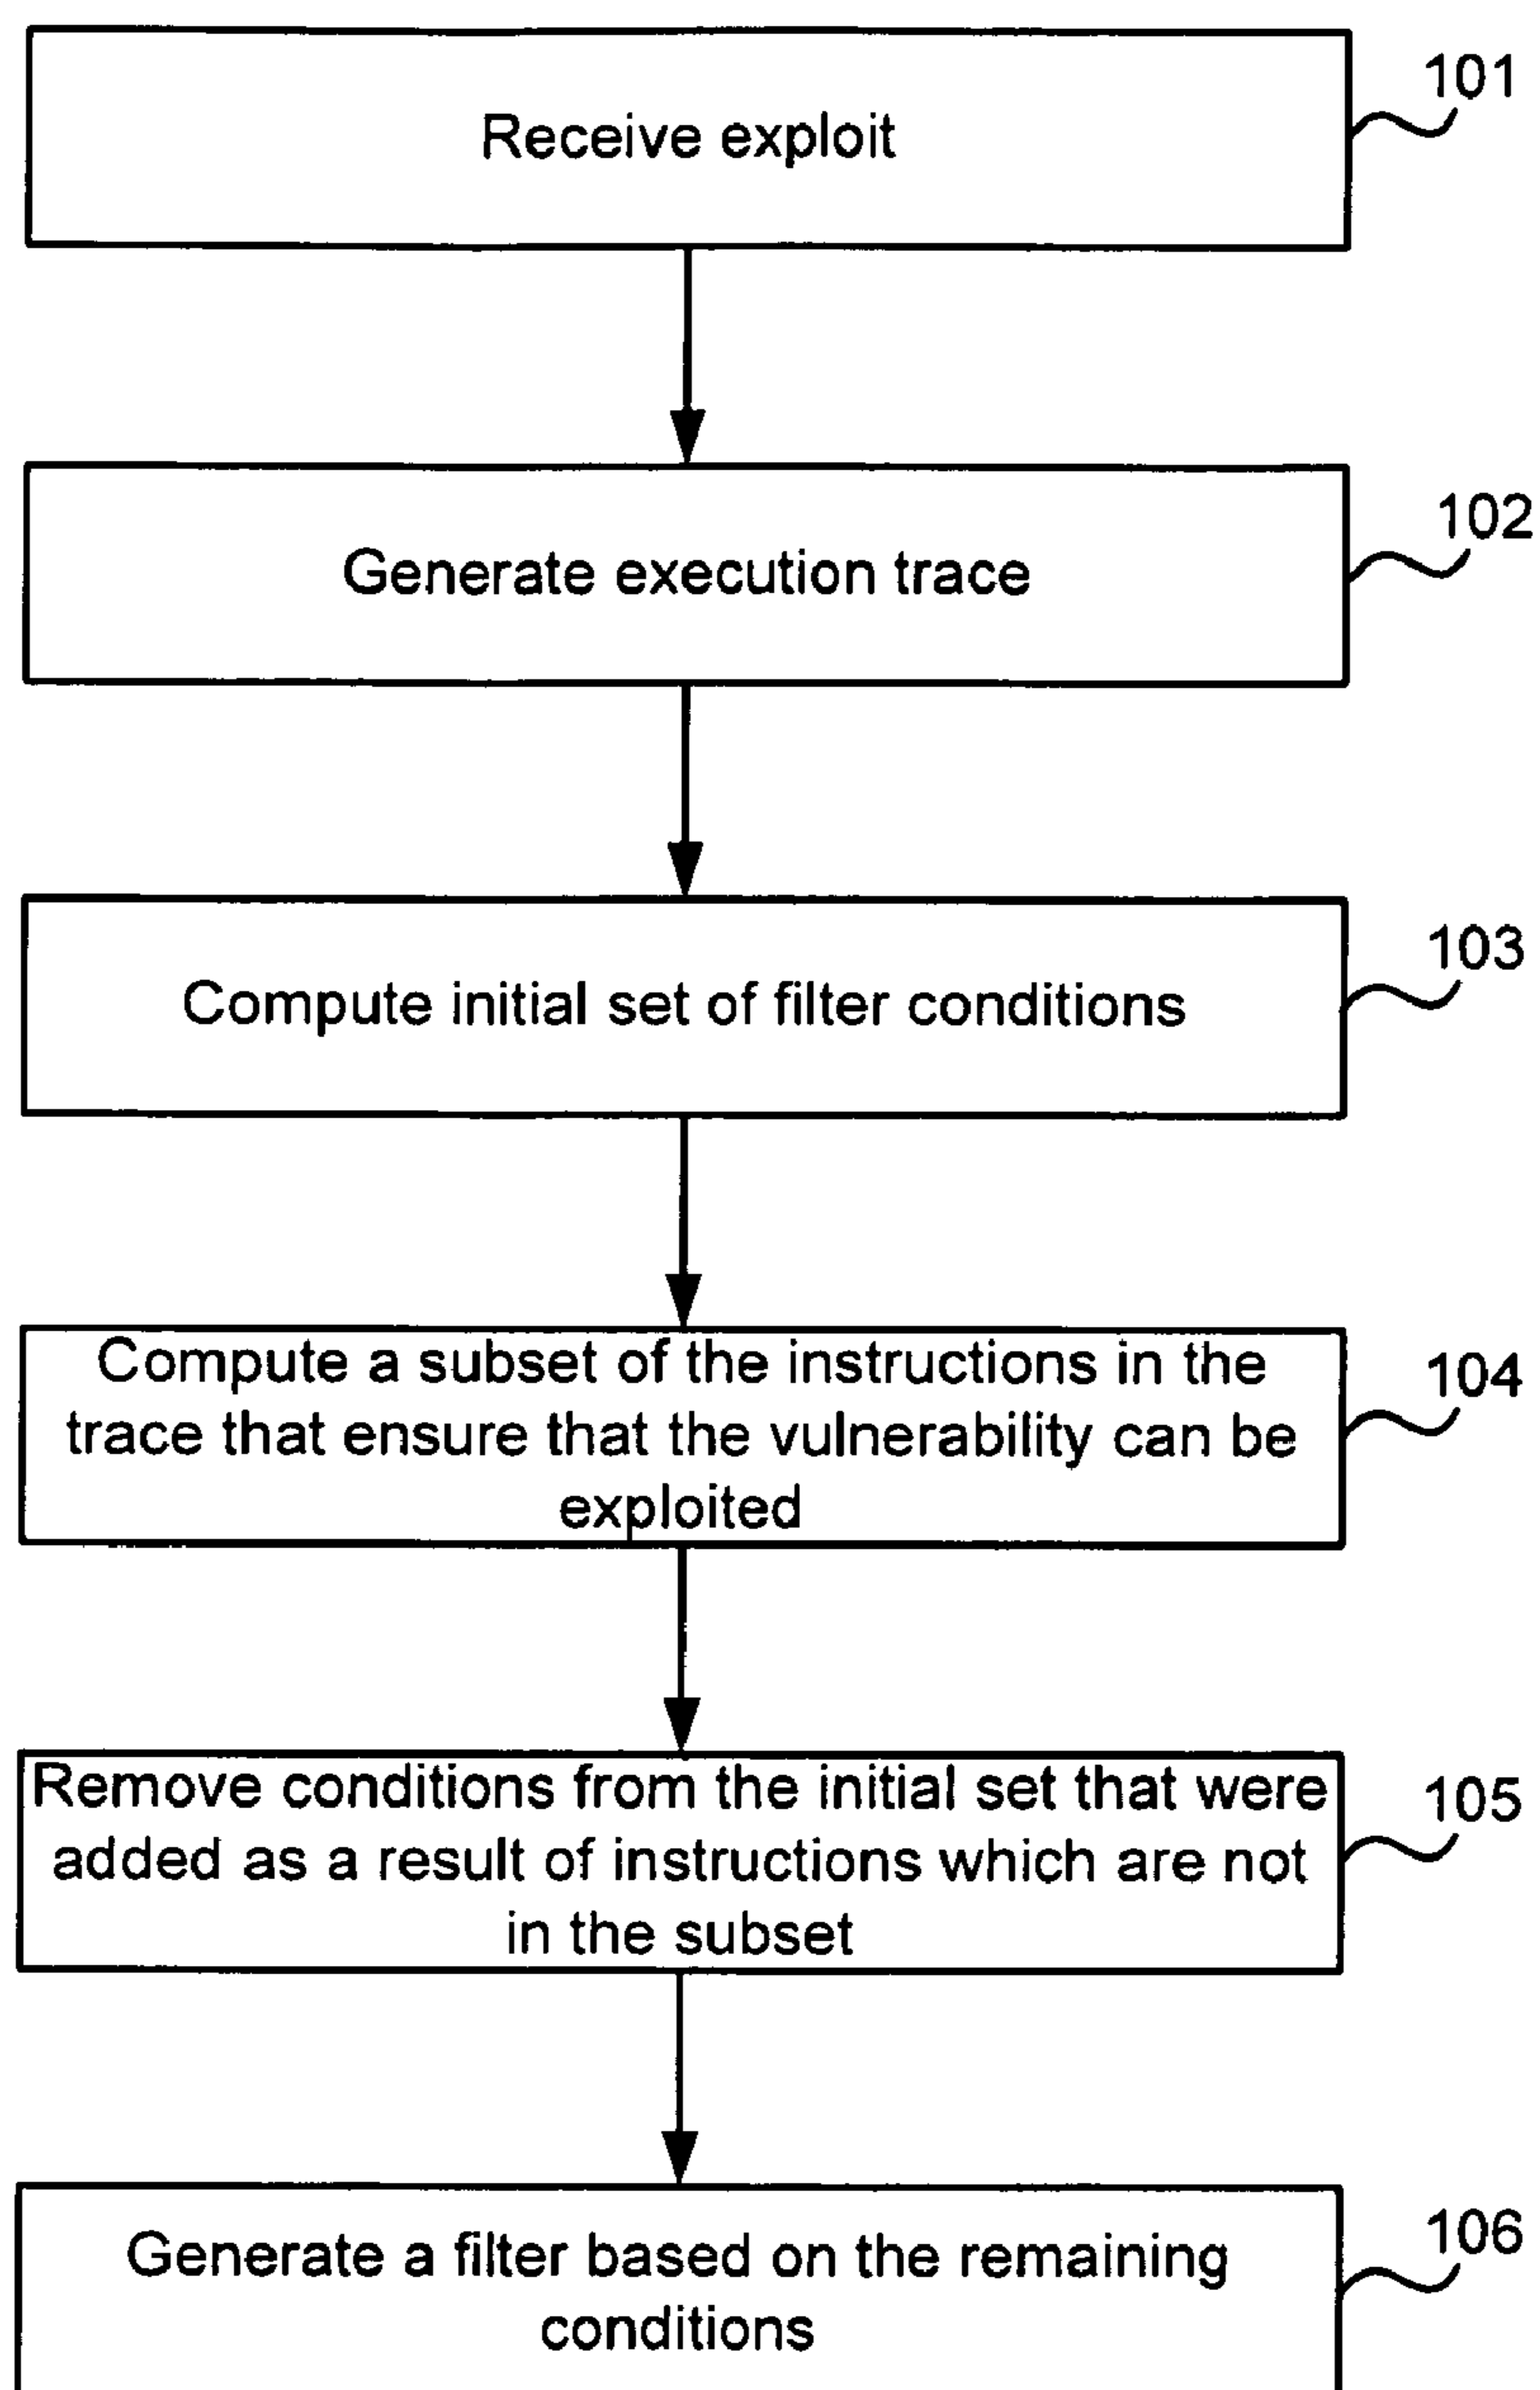 Receive exploit
101
Generate execution trace
102
Compute initial set of filter conditions
103
Compute a subset of the instructions in the
trace that ensure that the vulnerability can be
exploited
104
Remove conditions from the initial set that were
added as a result of instructions which are not
in the subset
105
Generate a filter based on the remaining
conditions
106